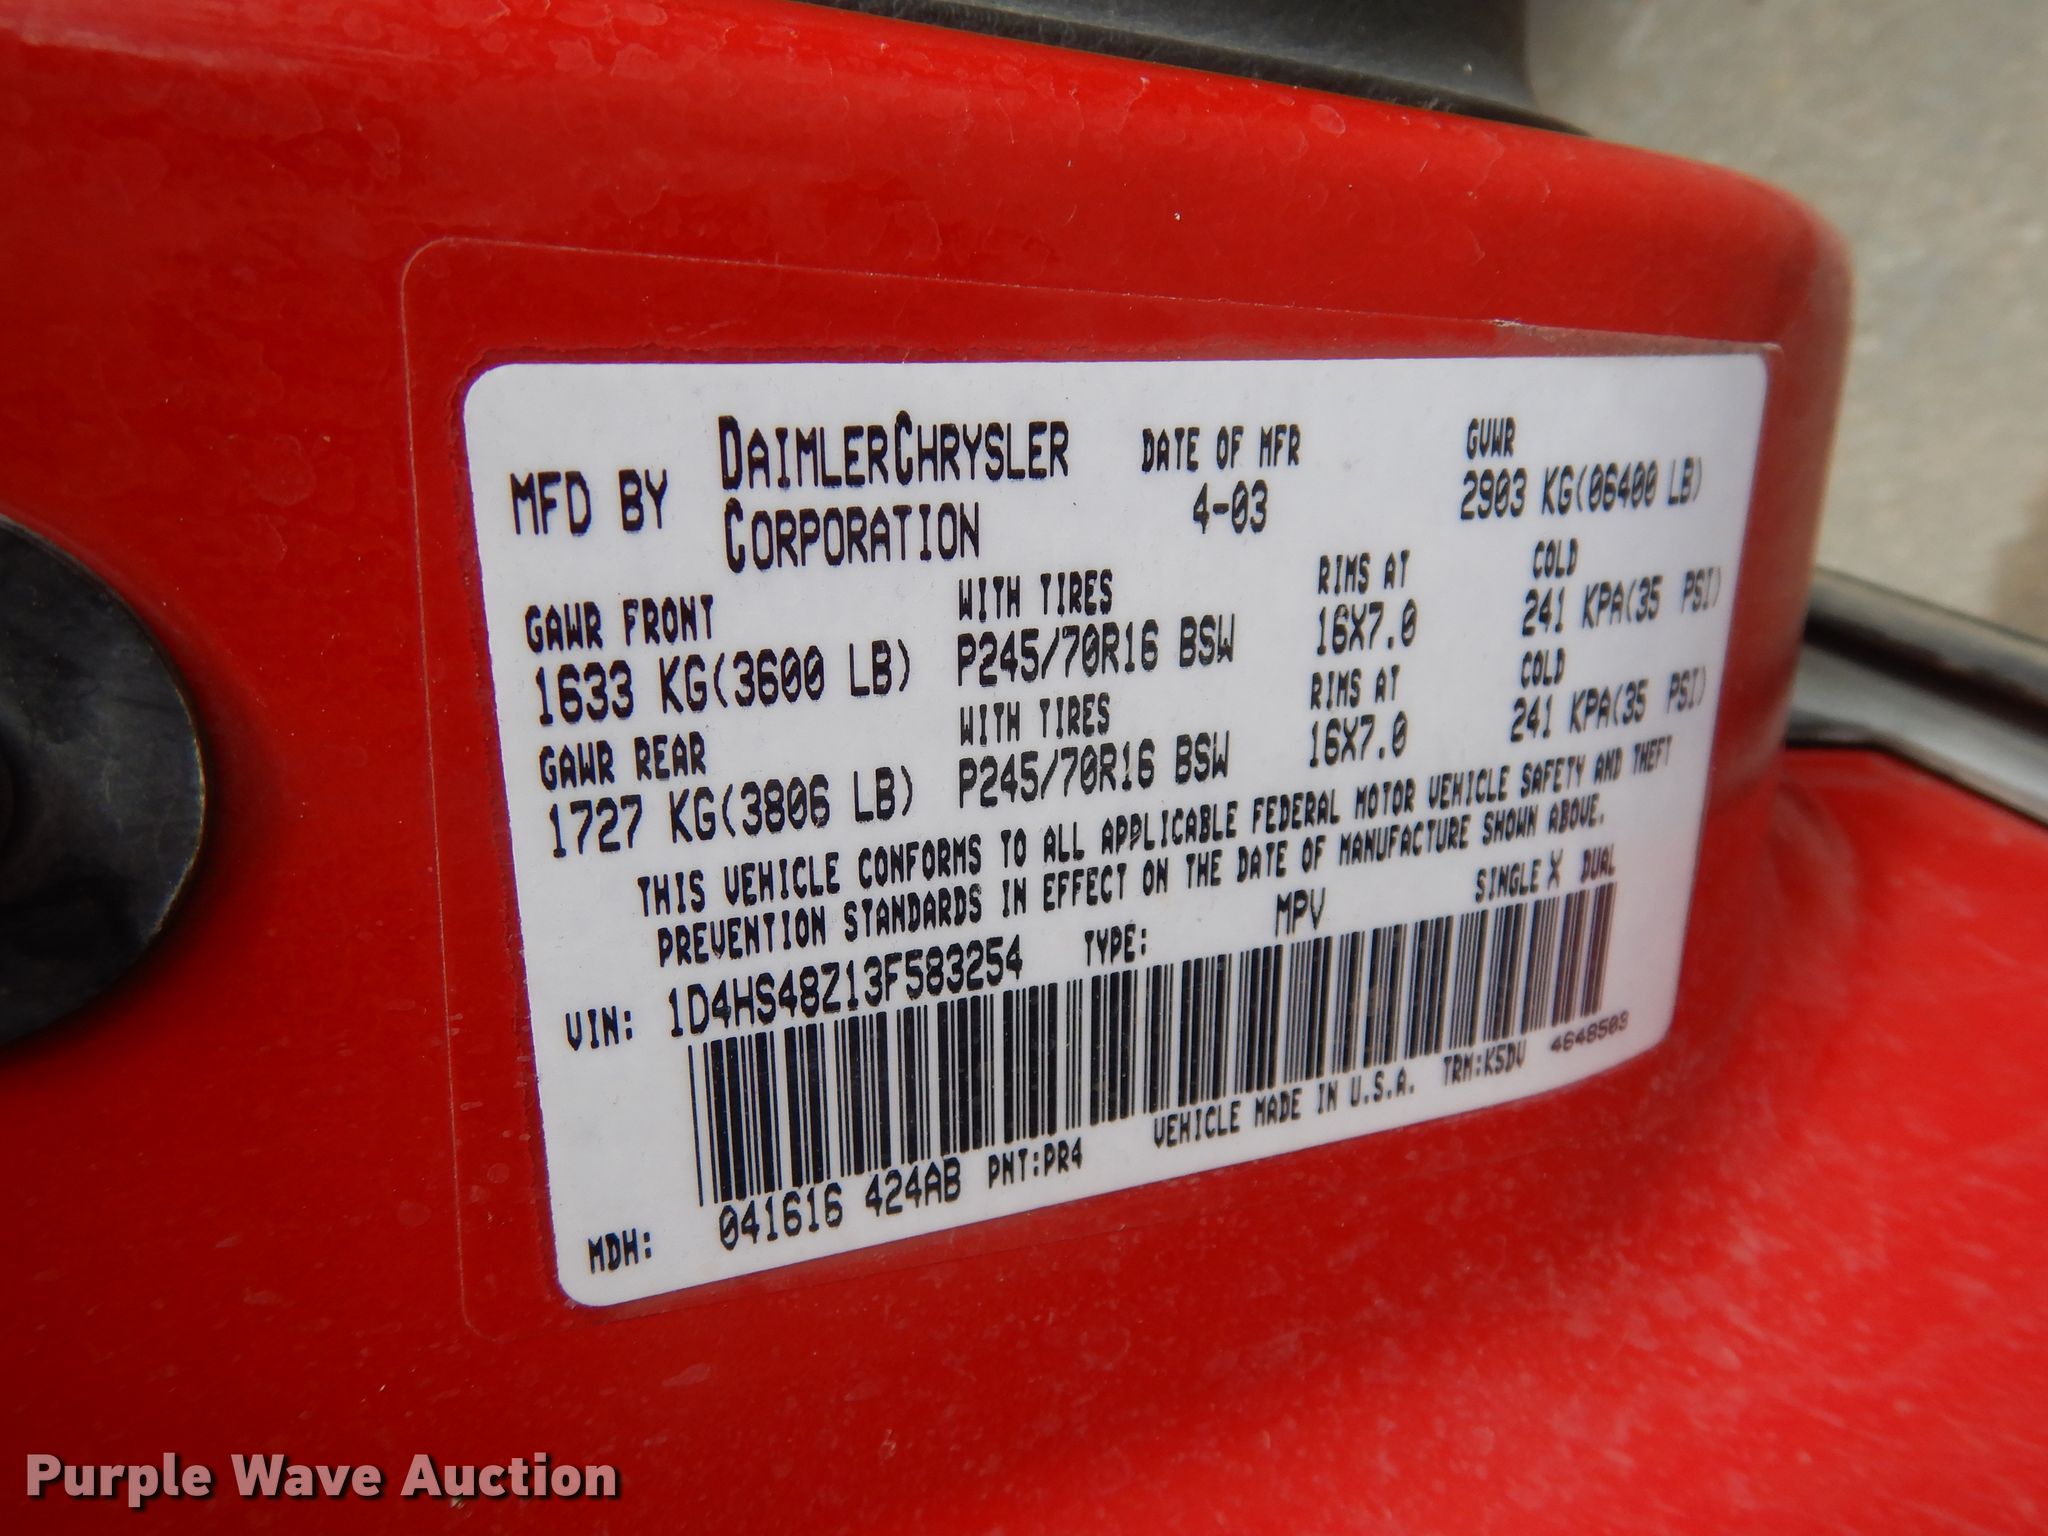 MFD BY DAIMLERCHRYSLER CORPORATION DATE OF MFR 4-03 GVWR 2903 KG(06400 LB)
GAWR FRONT WITH TIRES RIMS AT COLD
1633 KG(3600 LB) P245/70R16 BSW 16X7.0 241 KPA(35 PSI)
GAWR REAR WITH TIRES RIMS AT COLD
1727 KG(3806 LB) P245/70R16 BSW 16X7.0 241 KPA(35 PSI)
THIS VEHICLE CONFORMS TO ALL APPLICABLE FEDERAL MOTOR VEHICLE SAFETY AND THEFT
PREVENTION STANDARDS IN EFFECT ON THE DATE OF MANUFACTURE SHOWN ABOVE.
VIN: 1D4HS48Z13F583254 TYPE: MPV SINGLE X DUAL
MDH: 041616 424AB PNT:PR4 VEHICLE MADE IN U.S.A. TRM:K5DV 4648503
Purple Wave Auction